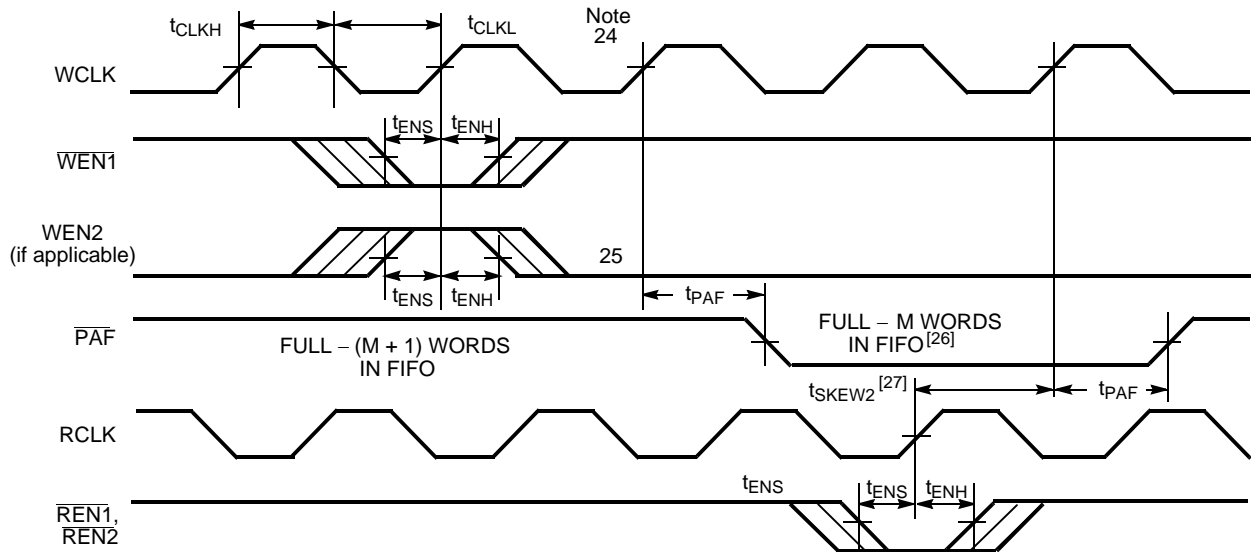 tCLKH
tCLKL
Note
24
WCLK
tENS
tENH
WEN1
WEN2
(if applicable)
25
tENS
tENH
tPAF
PAF
FULL – (M + 1) WORDS
IN FIFO
FULL – M WORDS
IN FIFO[26]
tSKEW2[27]
tPAF
RCLK
tENS
tENS
tENH
REN1,
REN2